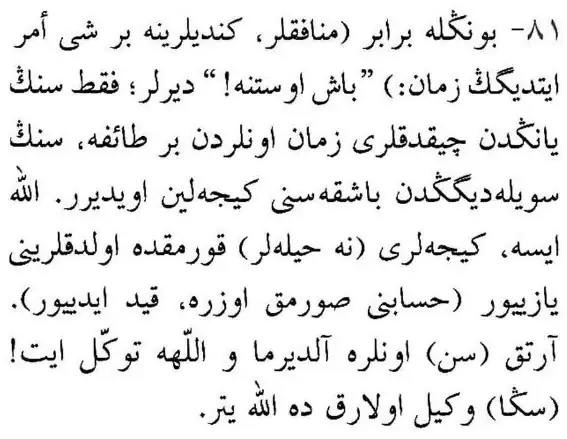 ٨١- بونڭله برابر (منافقلر، كنديلرينه بر شى أمر
ايتديگڭ زمان:) ”باش اوستنه!“ ديرلر؛ فقط سنڭ
يانڭدن چيقدقلرى زمان اونلردن بر طائفه، سنڭ
سويله‌ديگڭدن باشقه‌سنى كيجه‌لين اويديرر. الله
ايسه، كيجه‌لرى (نه حيله‌لر) قورمقده اولدقلرينى
يازييور (حسابنى صورمق اوزره، قيد ايدييور).
آرتق (سن) اونلره آلديرما و اللّهه توكّل ايت!
(سڭا) وكيل اولارق ده الله يتر.